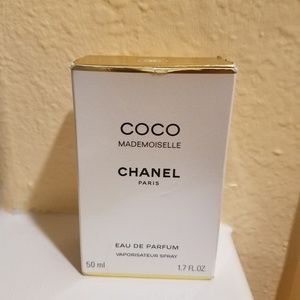 COCO
MADEMOISELLE
CHANEL
PARIS
EAU DE PARFUM
VAPORISATEUR SPRAY
50 ml 1.7 FL.OZ